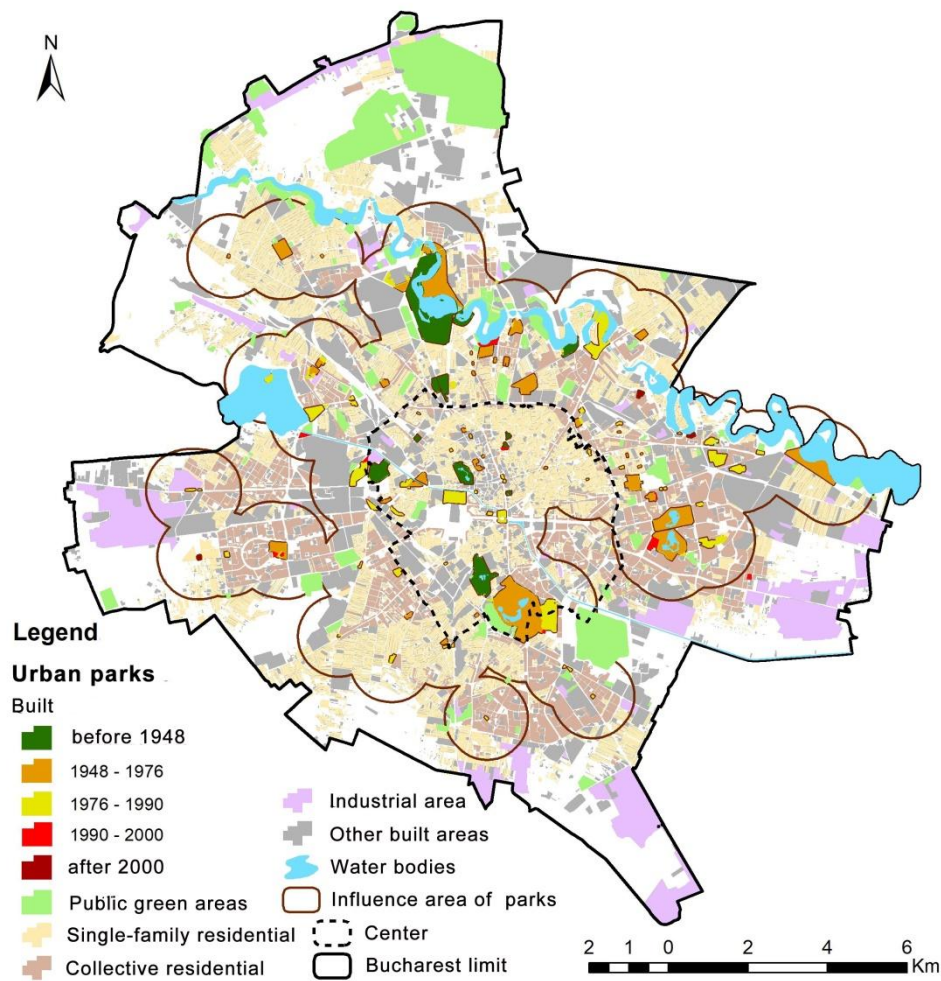 N
Legend
Urban parks
Built
before 1948
1948 - 1976
1976 - 1990
1990 - 2000
after 2000
Public green areas
Single-family residential
Collective residential
Industrial area
Other built areas
Water bodies
Influence area of parks
Center
Bucharest limit
2 1 0 2 4 6
Km